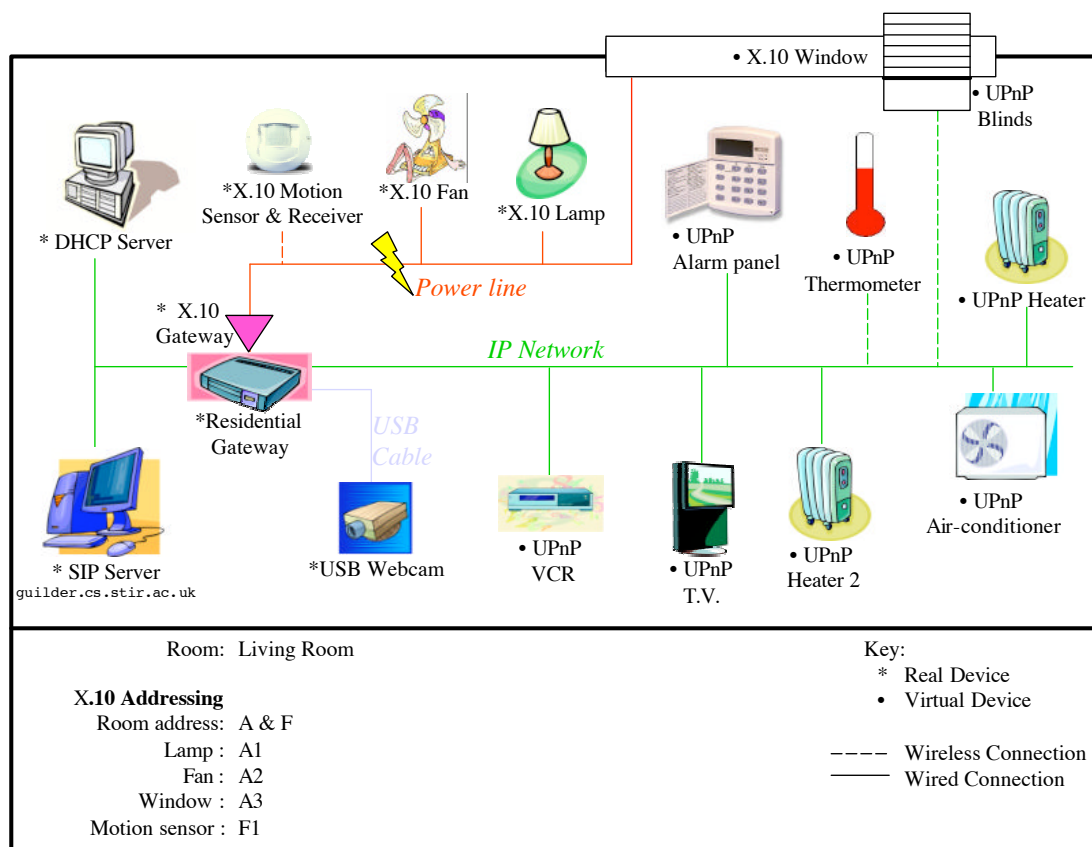 • X.10 Window
• UPnP
Blinds
*X.10 Motion
Sensor & Receiver
*X.10 Fan
*X.10 Lamp
* DHCP Server
• UPnP
Alarm panel
• UPnP
Thermometer
• UPnP Heater
Power line
* X.10
Gateway
IP Network
*Residential
Gateway
USB
Cable
* SIP Server
guilder.cs.stir.ac.uk
*USB Webcam
• UPnP
VCR
• UPnP
T.V.
• UPnP
Heater 2
• UPnP
Air-conditioner
Room: Living Room
X.10 Addressing
Room address: A & F
Lamp : A1
Fan : A2
Window : A3
Motion sensor : F1
Key:
* Real Device
• Virtual Device
Wireless Connection
Wired Connection